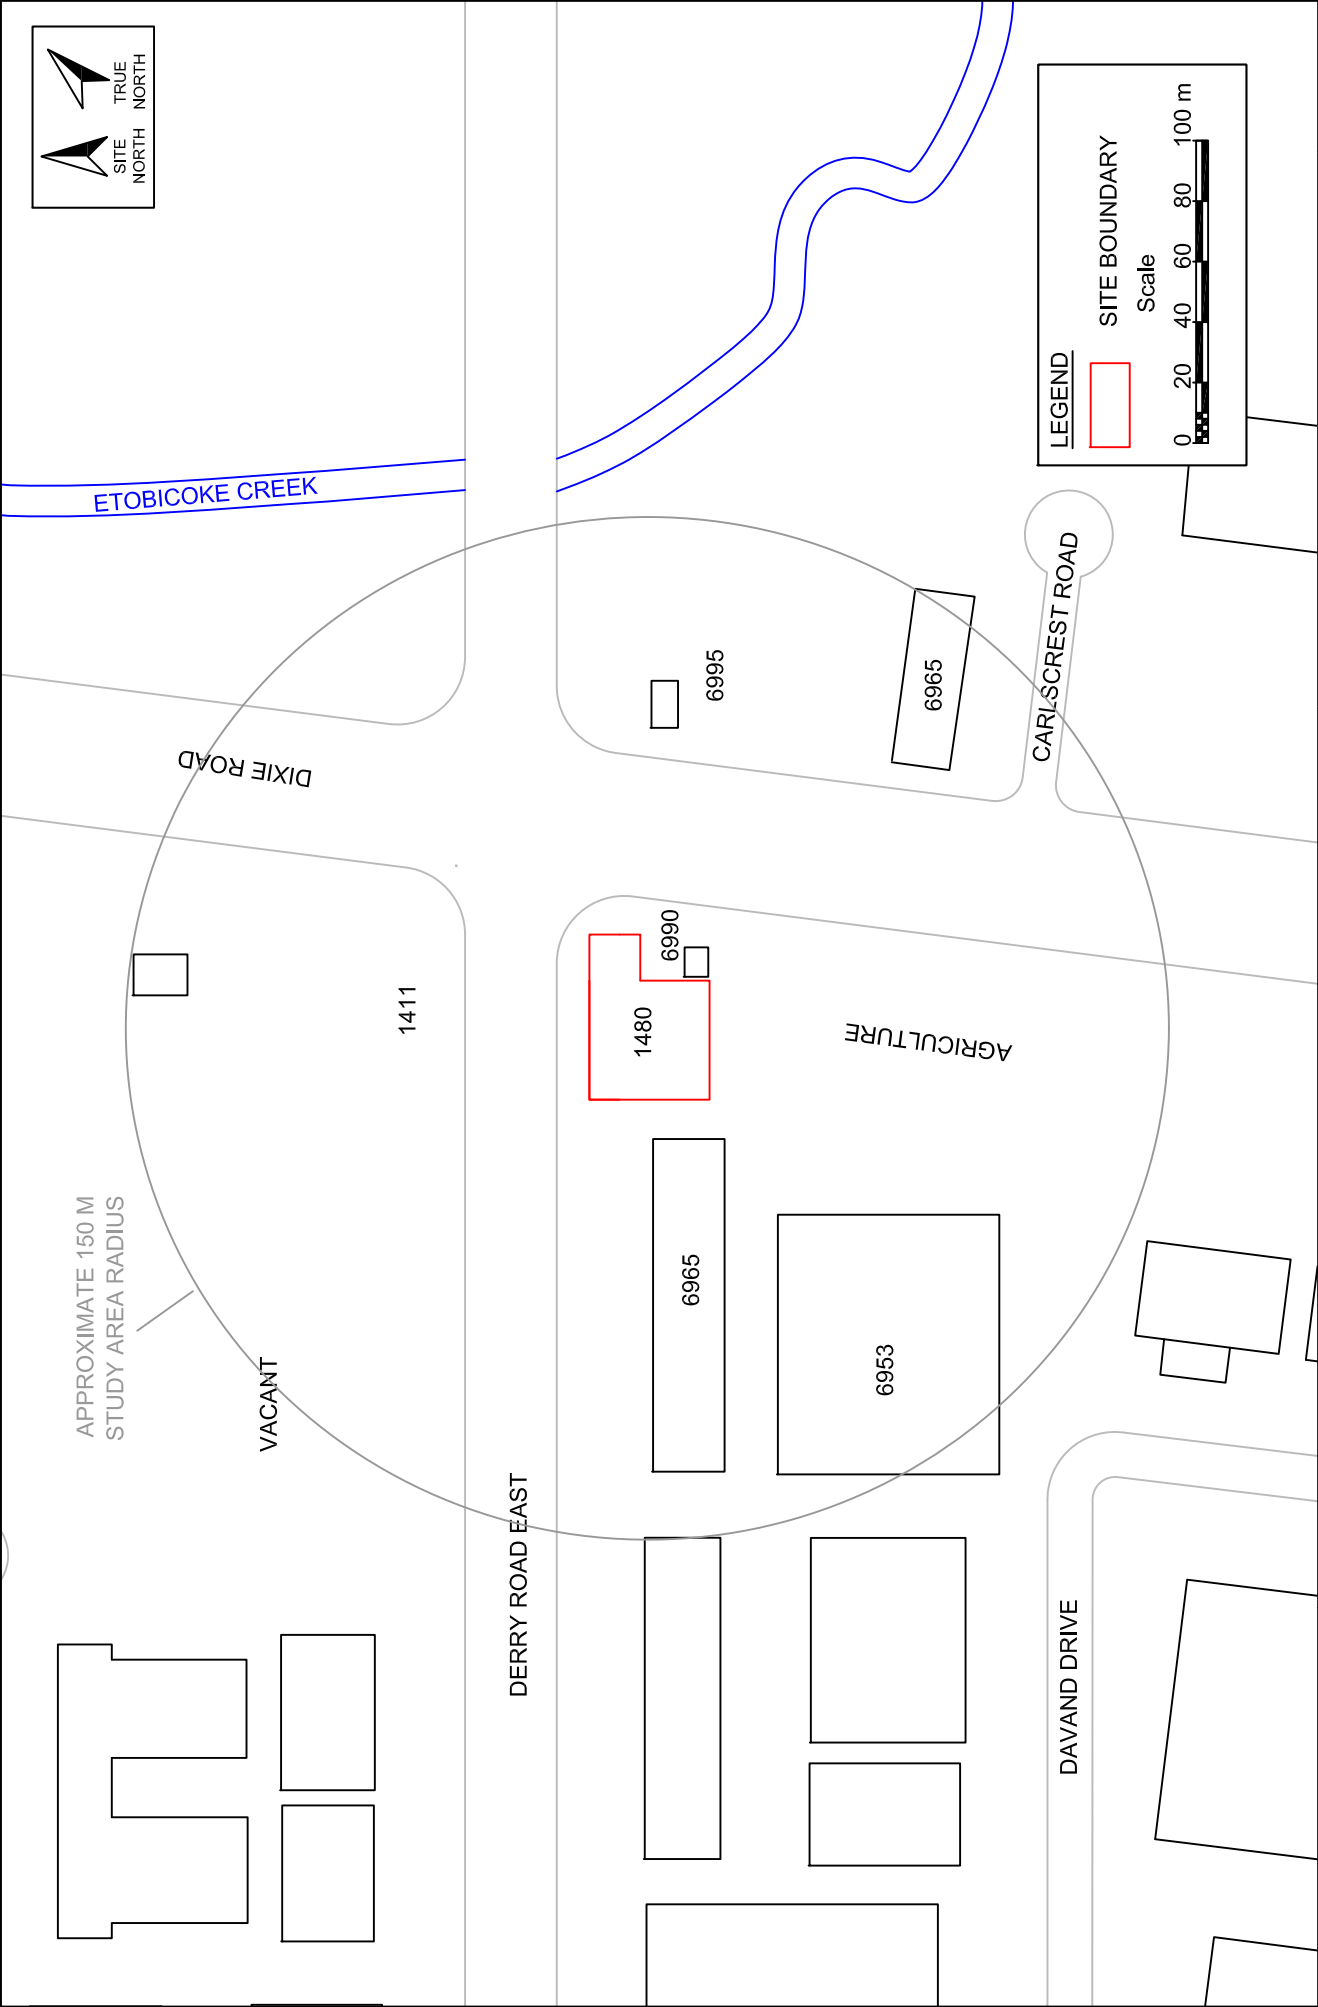 SITE
NORTH
TRUE
NORTH
ETOBICOKE CREEK
DIXIE ROAD
APPROXIMATE 150 M
STUDY AREA RADIUS
VACANT
1411
DERRY ROAD EAST
1480
6990
6995
6965
CARLSCREST ROAD
AGRICULTURE
6965
6953
DAVAND DRIVE
LEGEND
SITE BOUNDARY
Scale
0 20 40 60 80 100 m